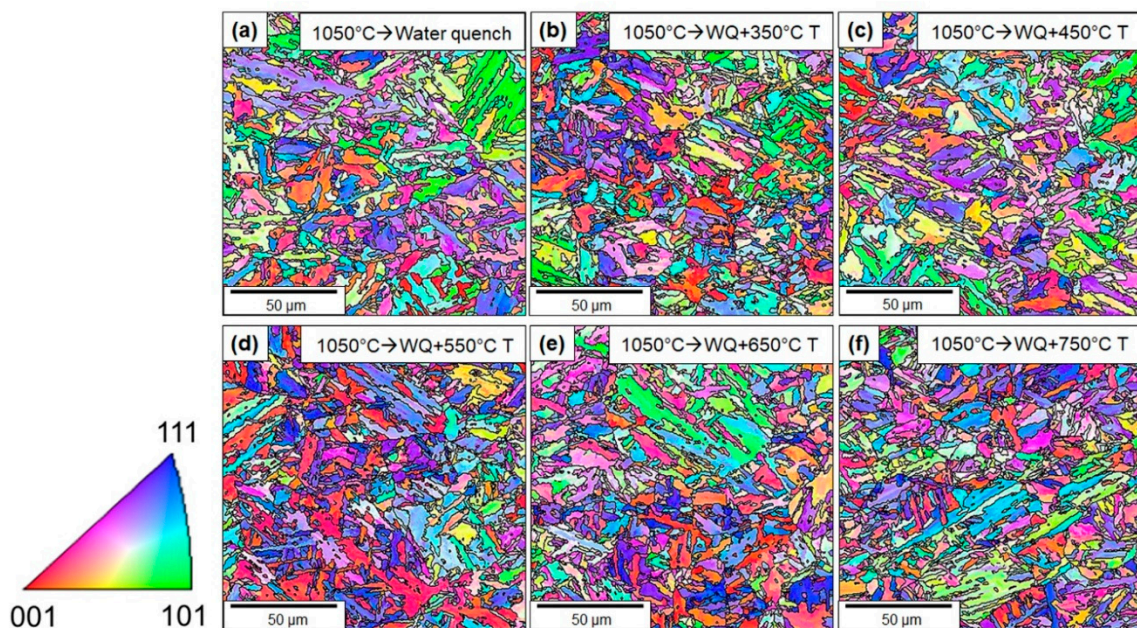 (a) 1050°C→Water quench
(b) 1050°C→WQ+350°C T
(c) 1050°C→WQ+450°C T
50 μm
50 μm
50 μm
(d) 1050°C→WQ+550°C T
(e) 1050°C→WQ+650°C T
(f) 1050°C→WQ+750°C T
111
001
101
50 μm
50 μm
50 μm